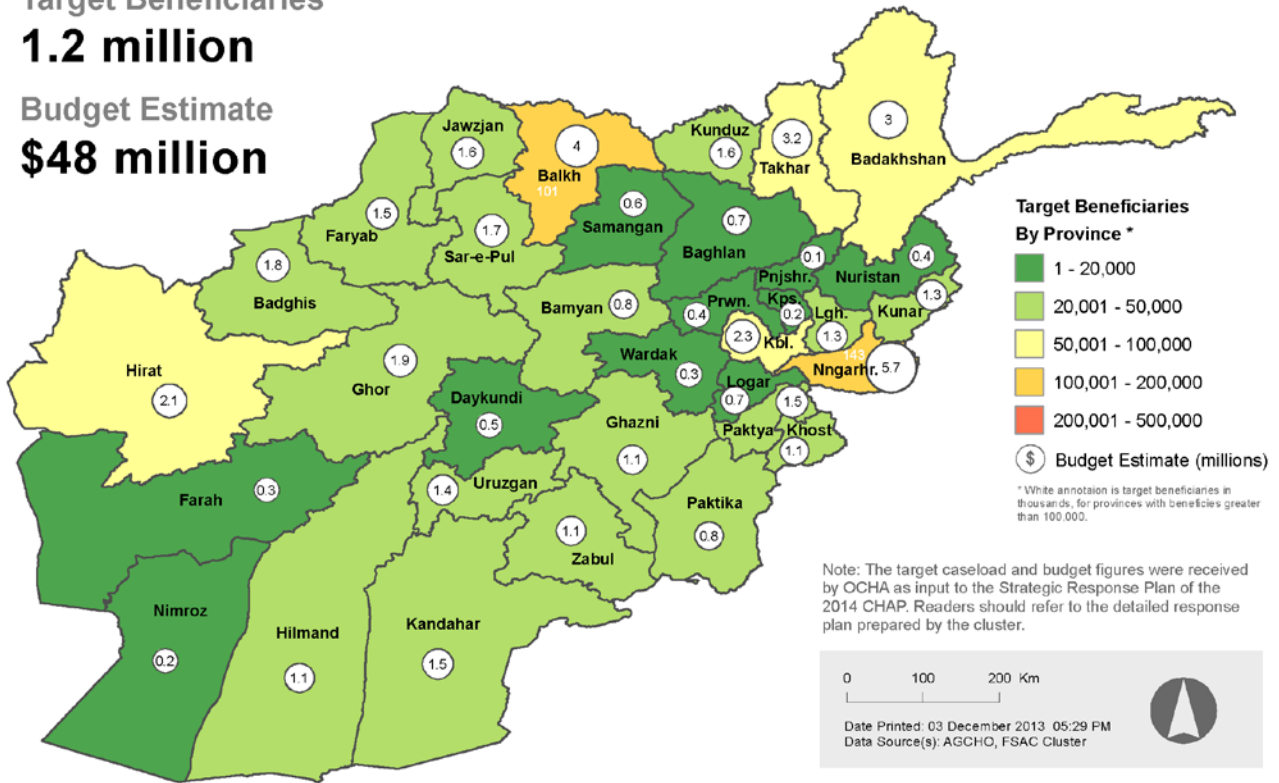 Target Beneficiaries
1.2 million
Budget Estimate
$48 million
Jawzjan
1.6
4
Balkh
101
Kunduz
1.6
3.2
Takhar
3
Badakhshan
1.5
Faryab
1.7
Sar-e-Pul
0.6
Samangan
0.7
Baghlan
0.1
Pnjshr.
0.4
Nuristan
1.8
Badghis
Bamyan
0.8
Prwn.
0.4
Kps.
0.2
Lgh.
1.3
Kunar
1.3
2.3
Kbl.
143
Nngarhr.
5.7
Hirat
2.1
1.9
Ghor
Wardak
0.3
Logar
0.7
Daykundi
0.5
Ghazni
1.1
1.5
Paktya
Khost
1.1
Farah
0.3
1.4
Uruzgan
1.1
Zabul
Paktika
0.8
Nimroz
0.2
Hilmand
1.1
Kandahar
1.5
Target Beneficiaries
By Province *
1 - 20,000
20,001 - 50,000
50,001 - 100,000
100,001 - 200,000
200,001 - 500,000
$ Budget Estimate (millions)
* White annotaion is target beneficiaries in
thousands, for provinces with beneficies greater
than 100,000.
Note: The target caseload and budget figures were received
by OCHA as input to the Strategic Response Plan of the
2014 CHAP. Readers should refer to the detailed response
plan prepared by the cluster.
0 100 200 Km
Date Printed: 03 December 2013 05:29 PM
Data Source(s): AGCHO, FSAC Cluster